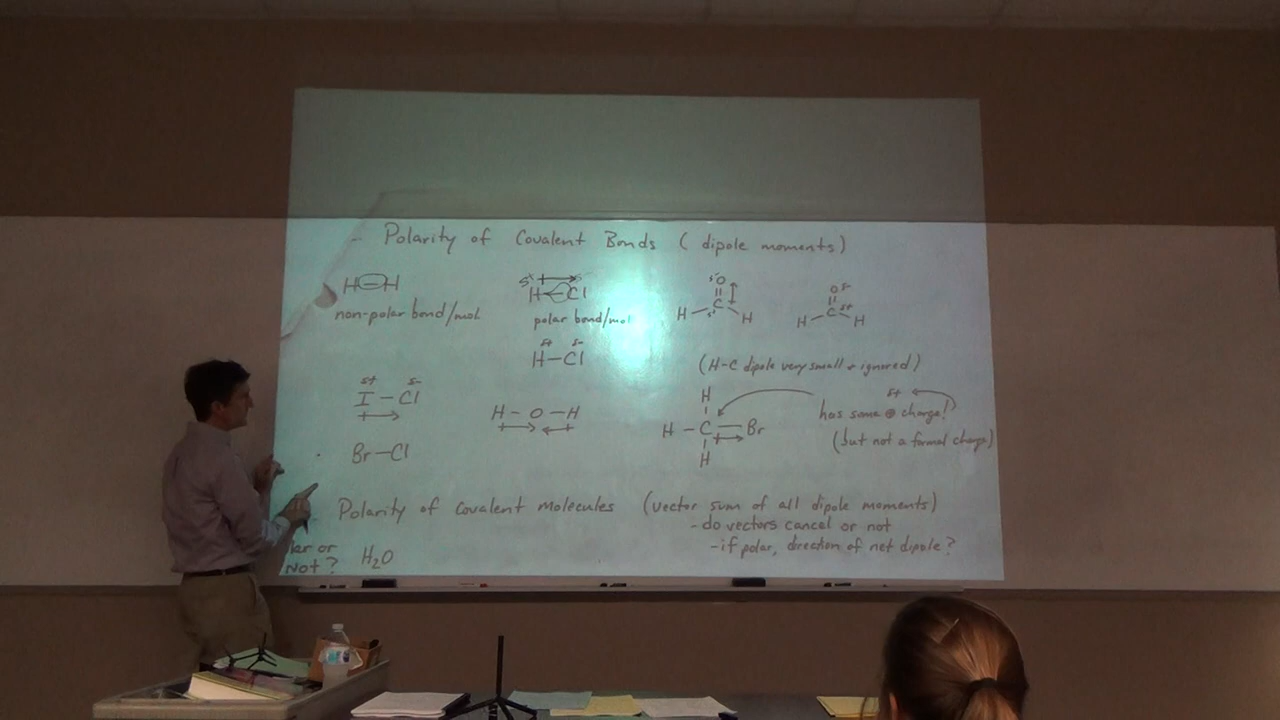 - Polarity of Covalent Bonds (dipole moments)
H—H
non-polar bond/mol.
δ+ δ-
H—Cl
polar bond/mol
δ+ δ-
H—Cl
δ- O
||
H—C—H
δ+
O δ-
||
C δ+
H H
(H-C dipole very small & ignored)
δ+ δ-
I—Cl
Br—Cl
H—O—H
H
H—C—Br
H
δ+
has some ⊕ charge!
(but not a formal charge)
Polarity of Covalent Molecules (vector sum of all dipole moments)
- do vectors cancel or not
- if polar, direction of net dipole?
lar or
Not? H₂O